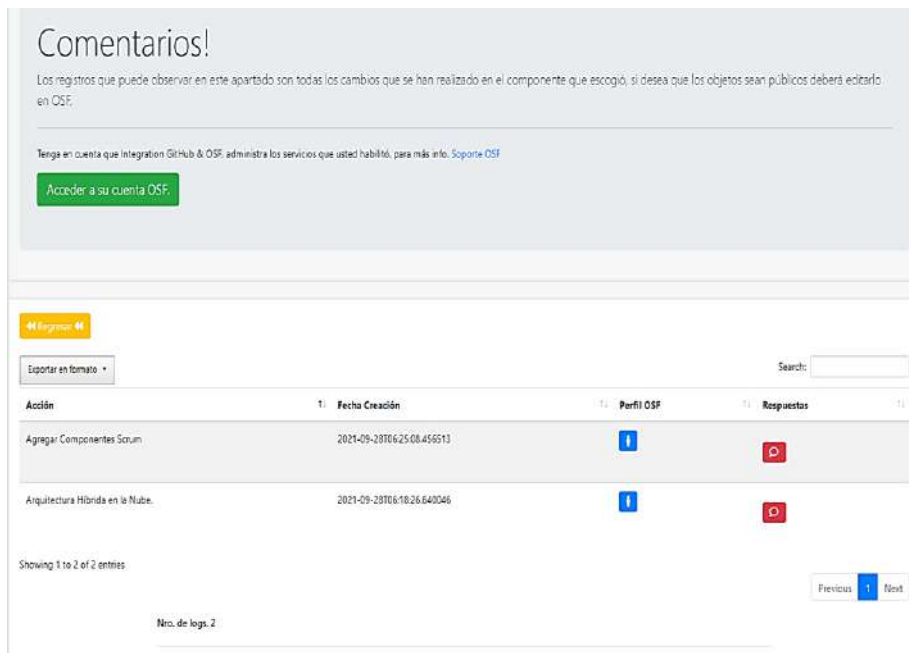 Comentarios!
Los registros que puede observar en este apartado son todas los cambios que se han realizado en el componente que escogió, si desea que los objetos sean públicos deberá editarlo
en OSF.
Tenga en cuenta que Integration GitHub & OSF, administra los servicios que usted habilitó, para más info. Soporte OSF
Acceder a su cuenta OSF.
Regresar
Exportar en formato
Search:
Acción Fecha Creación Perfil OSF Respuestas
Agregar Componentes Scrum 2021-09-28T06:25:08.456513
Arquitectura Híbrida en la Nube. 2021-09-28T06:18:26.640046
Showing 1 to 2 of 2 entries
Previous 1 Next
Nro. de logs. 2